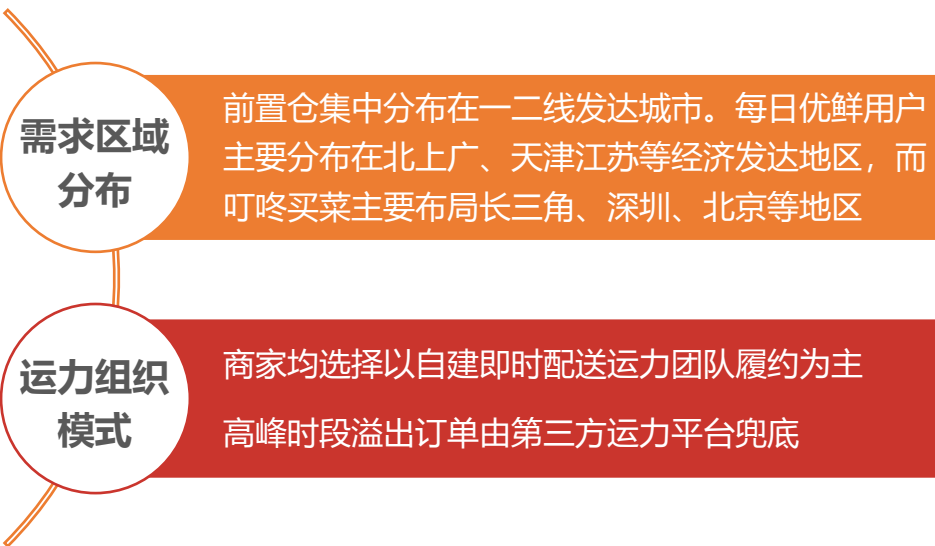 需求区域
分布
前置仓集中分布在一二线发达城市。每日优鲜用户
主要分布在北上广、天津江苏等经济发达地区，而
叮咚买菜主要布局长三角、深圳、北京等地区
运力组织
模式
商家均选择以自建即时配送运力团队履约为主
高峰时段溢出订单由第三方运力平台兜底